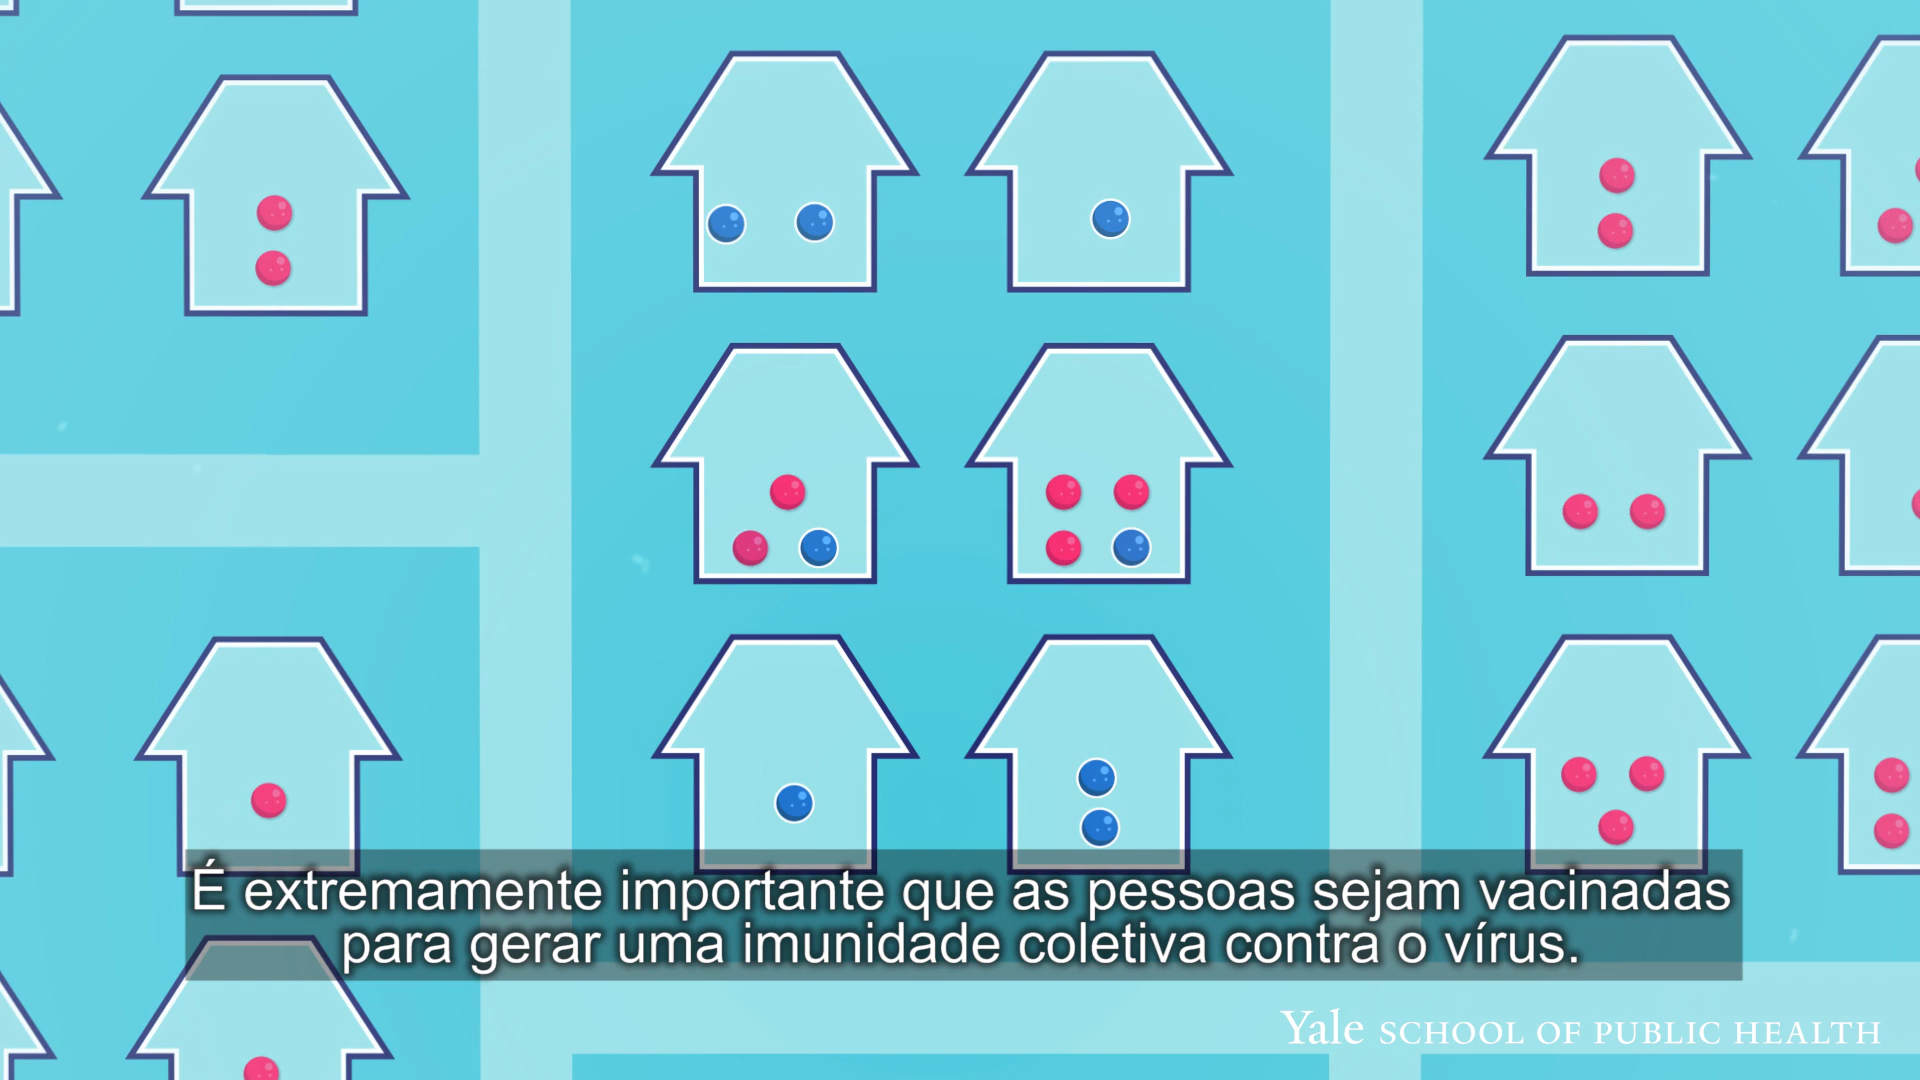 É extremamente importante que as pessoas sejam vacinadas
para gerar uma imunidade coletiva contra o vírus.
Yale SCHOOL OF PUBLIC HEALTH